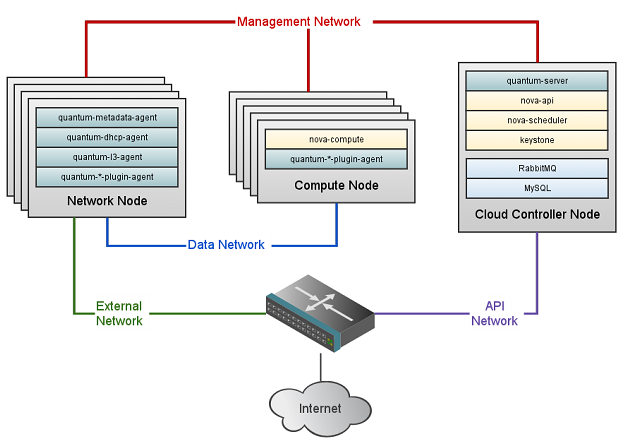 Management Network
quantum-metadata-agent
quantum-dhcp-agent
quantum-l3-agent
quantum-*-plugin-agent
Network Node
nova-compute
quantum-*-plugin-agent
Compute Node
quantum-server
nova-api
nova-scheduler
keystone
RabbitMQ
MySQL
Cloud Controller Node
Data Network
External
Network
API
Network
Internet